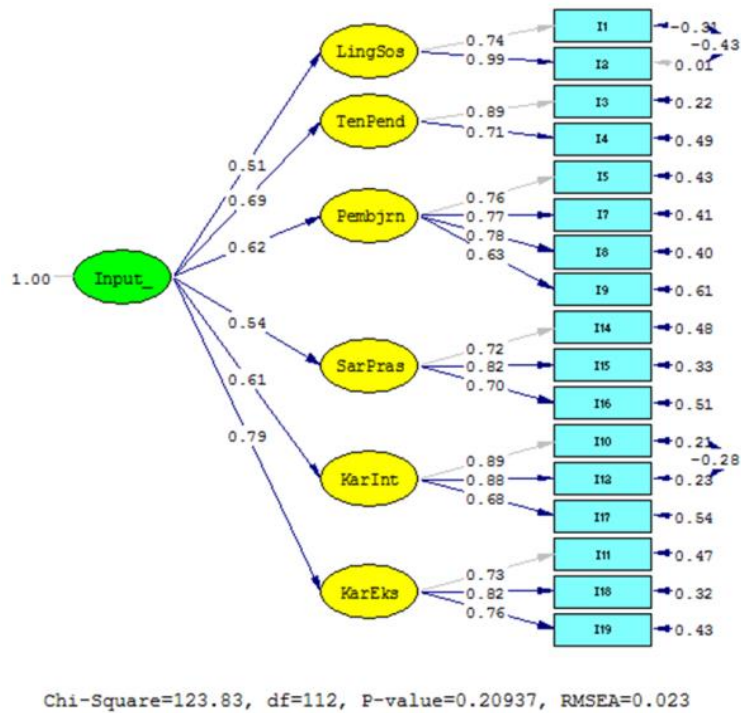 0.74 I1 -0.31
-0.43
LingSos 0.99 I2 0.01
0.89 I3 0.22
TenPend 0.71 I4 0.49
0.51 0.76 I5 0.43
0.69 Pembjrn 0.77 I7 0.41
0.62 0.78 I8 0.40
0.63 I9 0.61
1.00 Input_
0.54 0.72 I14 0.48
SarPras 0.82 I15 0.33
0.61 0.70 I16 0.51
0.79 0.89 I10 0.21
-0.28
KarInt 0.88 I12 0.23
0.68 I17 0.54
0.73 I11 0.47
KarEks 0.82 I18 0.32
0.76 I19 0.43
Chi-Square=123.83, df=112, P-value=0.20937, RMSEA=0.023